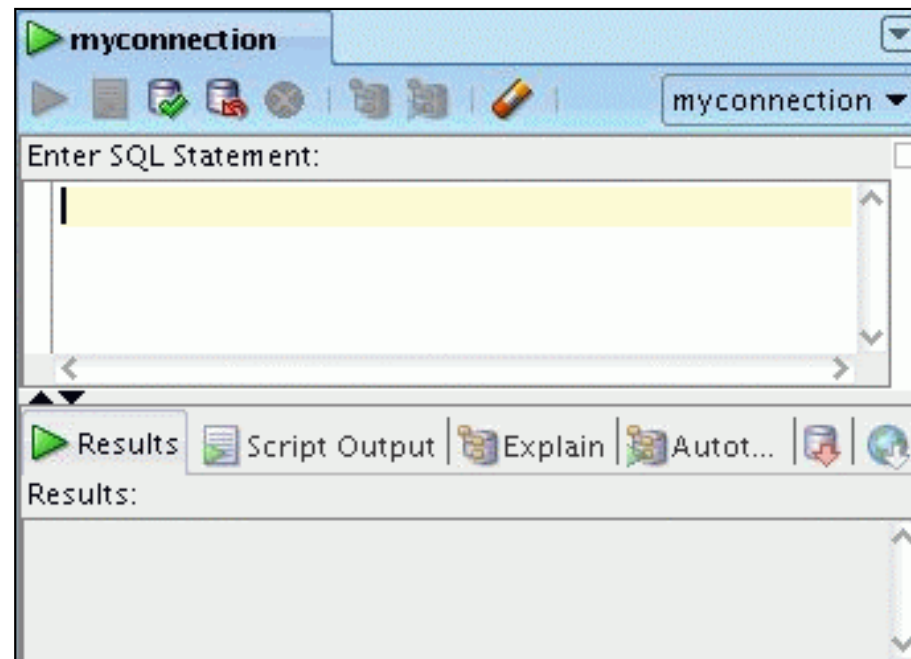 myconnection
myconnection
Enter SQL Statement:
Results Script Output Explain Autot...
Results: